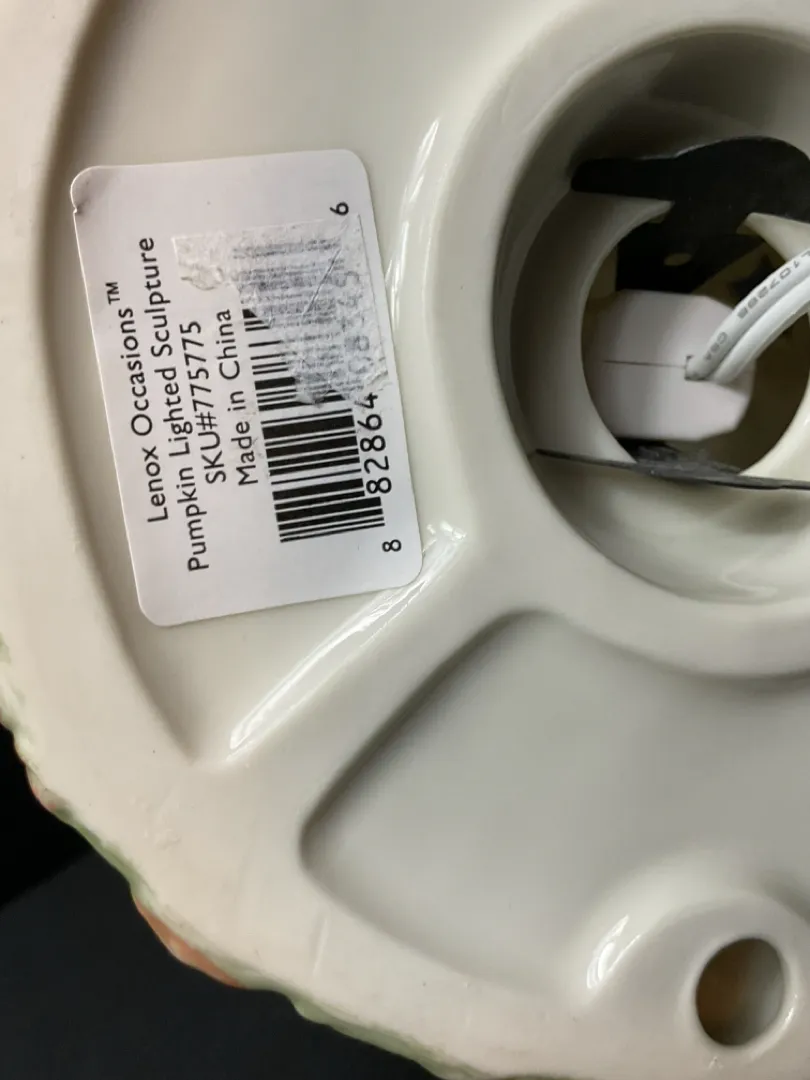 Lenox Occasions™
Pumpkin Lighted Sculpture
SKU#775775
Made in China
8 82864 6